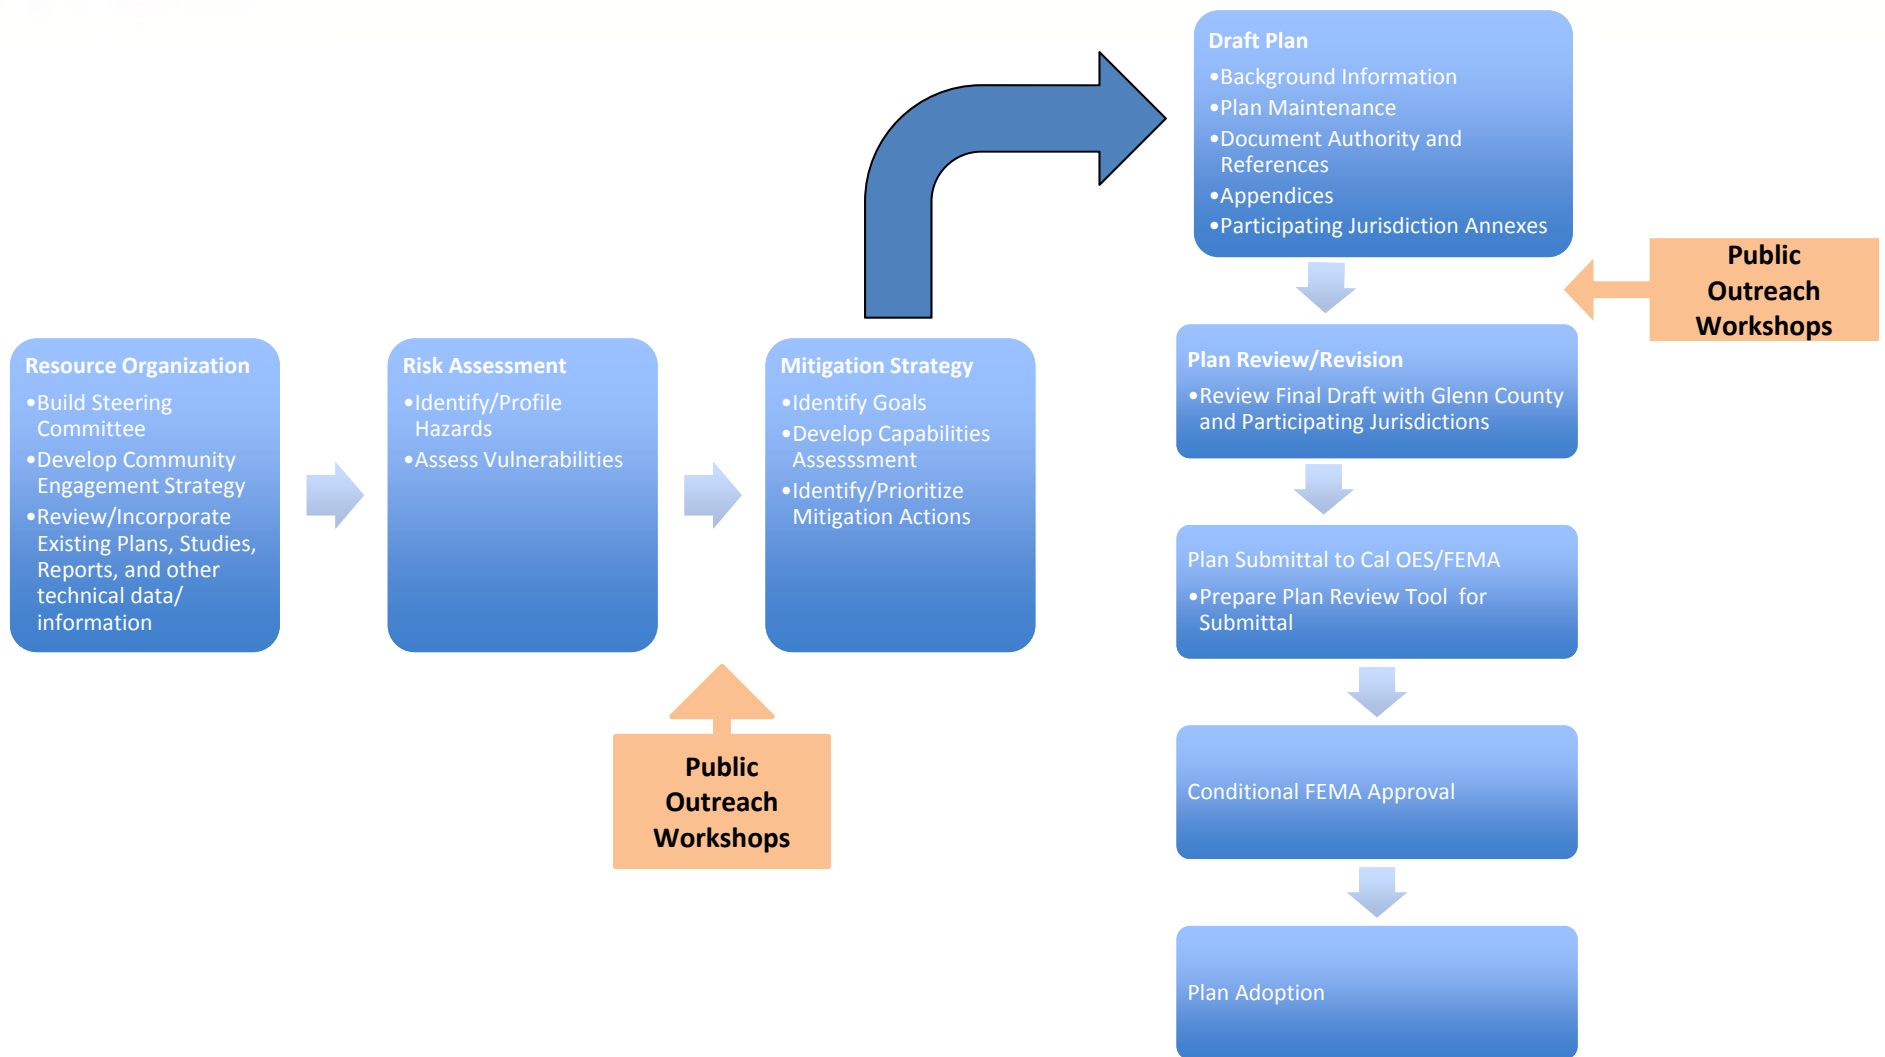 Resource Organization
•Build Steering
Committee
•Develop Community
Engagement Strategy
•Review/Incorporate
Existing Plans, Studies,
Reports, and other
technical data/
information
Risk Assessment
•Identify/Profile
Hazards
•Assess Vulnerabilities
Public
Outreach
Workshops
Mitigation Strategy
•Identify Goals
•Develop Capabilities
Assesssment
•Identify/Prioritize
Mitigation Actions
Draft Plan
•Background Information
•Plan Maintenance
•Document Authority and
References
•Appendices
•Participating Jurisdiction Annexes
Public
Outreach
Workshops
Plan Review/Revision
•Review Final Draft with Glenn County
and Participating Jurisdictions
Plan Submittal to Cal OES/FEMA
•Prepare Plan Review Tool  for
Submittal
Conditional FEMA Approval
Plan Adoption